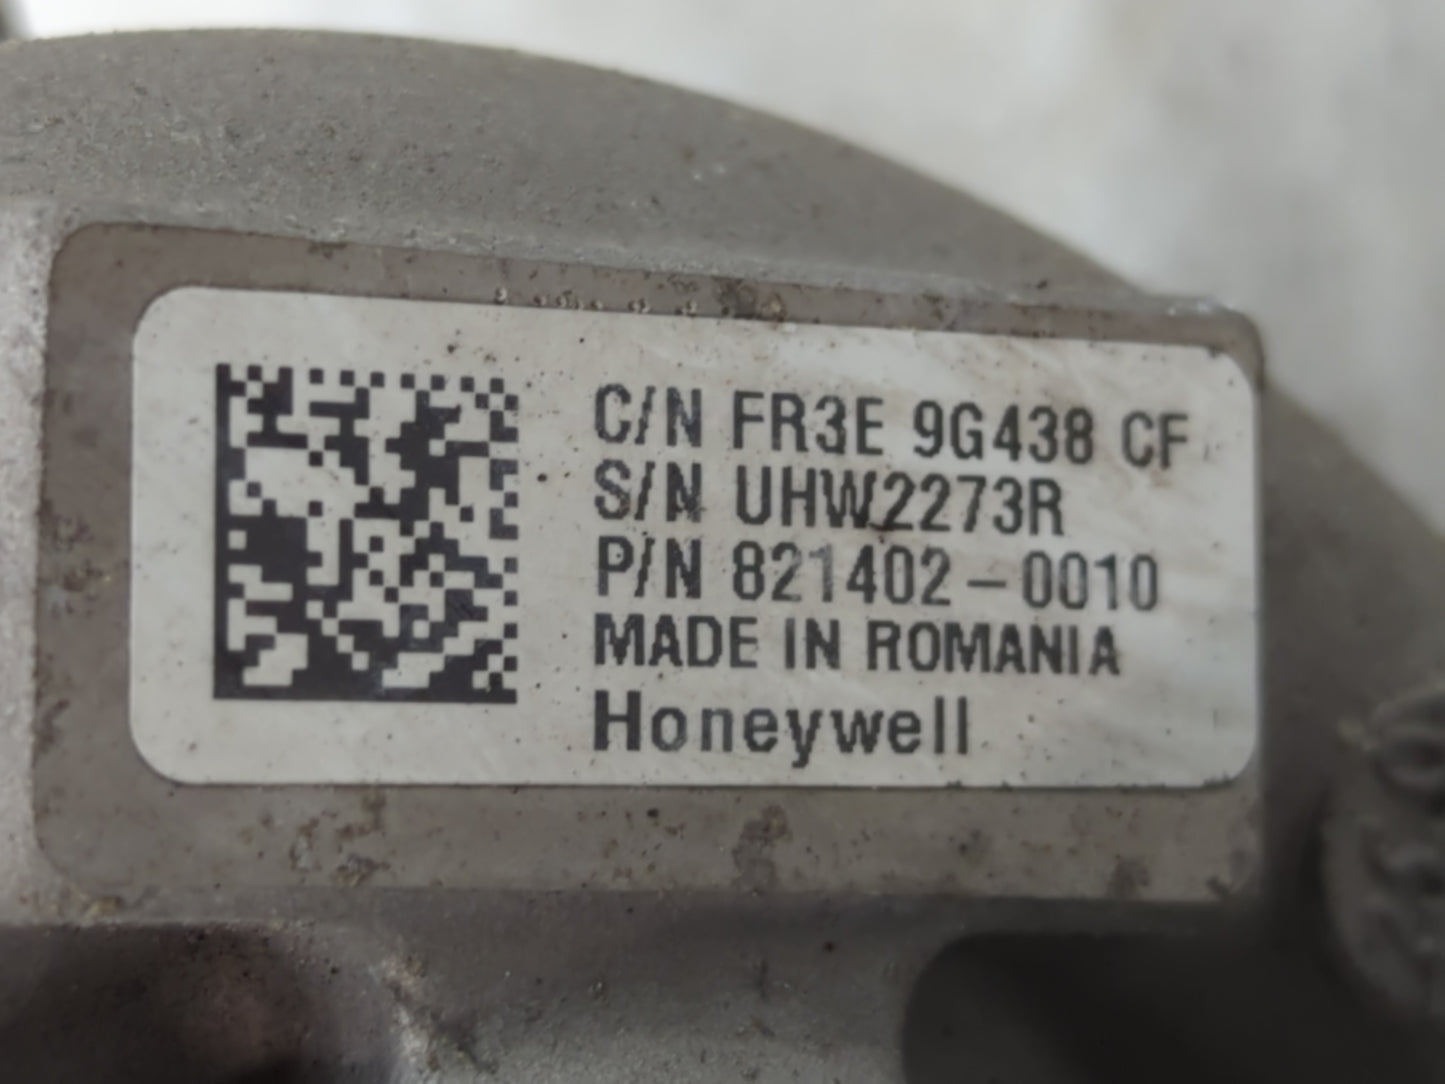 C/N FR3E 9G438 CF
S/N UHW2273R
P/N 821402-0010
MADE IN ROMANIA
Honeywell